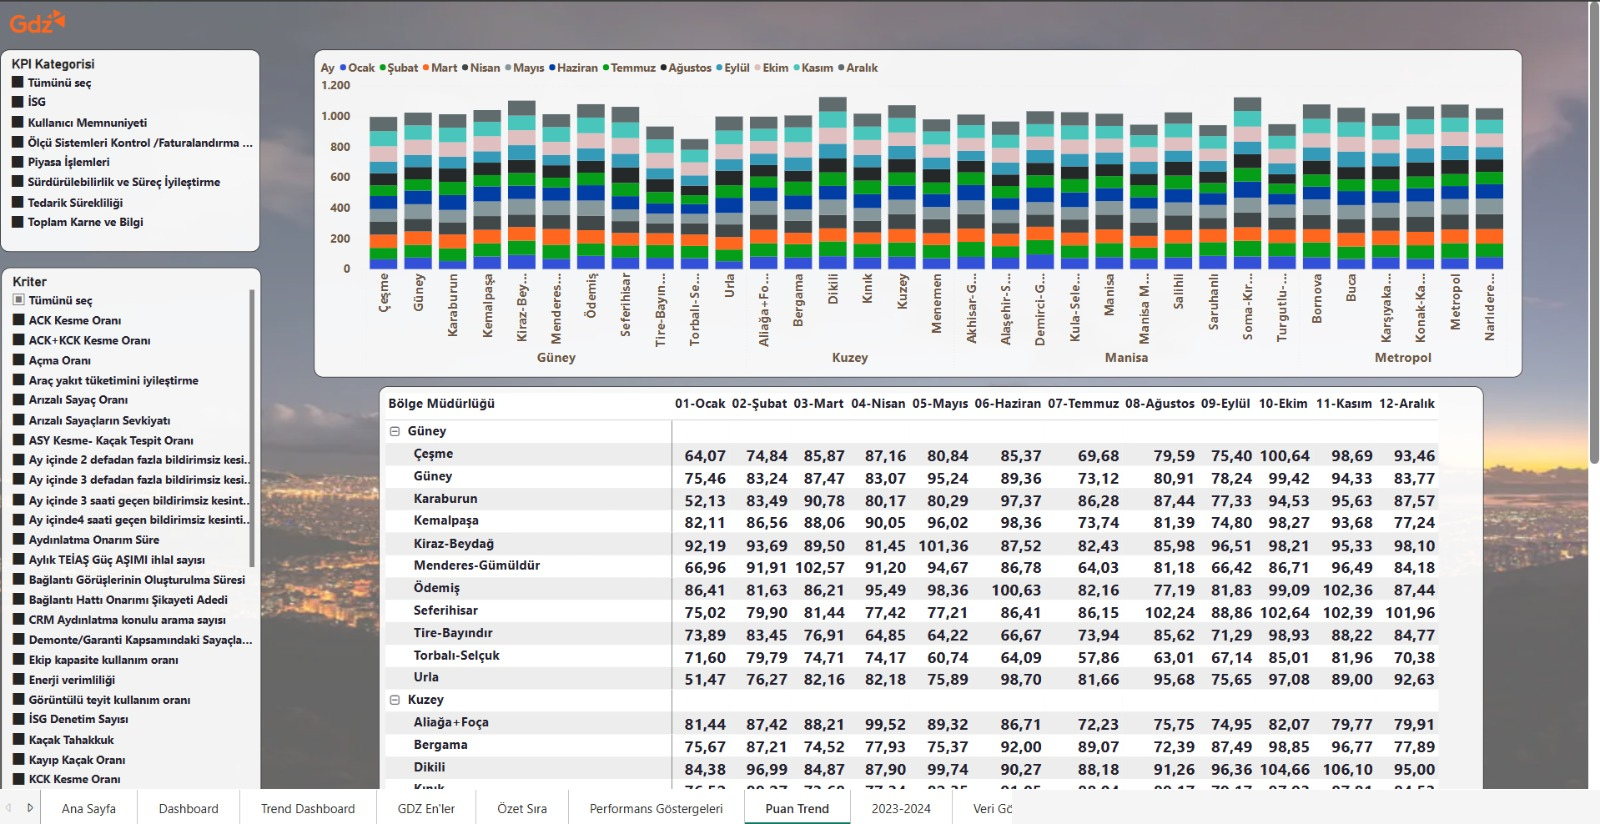 Gdz
KPI Kategorisi
Tümünü seç
İSG
Kullanıcı Memnuniyeti
Ölçü Sistemleri Kontrol /Faturalandırma ...
Piyasa İşlemleri
Sürdürülebilirlik ve Süreç İyileştirme
Tedarik Sürekliliği
Toplam Karne ve Bilgi
Kriter
Tümünü seç
ACK Kesme Oranı
ACK+KCK Kesme Oranı
Açma Oranı
Araç yakıt tüketimini iyileştirme
Arızalı Sayaç Oranı
Arızalı Sayaçların Sevkiyatı
ASY Kesme- Kaçak Tespit Oranı
Ay içinde 2 defadan fazla bildirimsiz kesi...
Ay içinde 3 defadan fazla bildirimsiz kesi...
Ay içinde 3 saati geçen bildirimsiz kesint...
Ay içinde4 saati geçen bildirimsiz kesinti...
Aydınlatma Onarım Süre
Aylık TEİAŞ Güç AŞIMI ihlal sayısı
Bağlantı Görüşlerinin Oluşturulma Süresi
Bağlantı Hattı Onarımı Şikayeti Adedi
CRM Aydınlatma konulu arama sayısı
Demonte/Garanti Kapsamındaki Sayaçla...
Ekip kapasite kullanım oranı
Enerji verimliliği
Görüntülü teyit kullanım oranı
İSG Denetim Sayısı
Kaçak Tahakkuk
Kayıp Kaçak Oranı
KCK Kesme Oranı
Ay Ocak Şubat Mart Nisan Mayıs Haziran Temmuz Ağustos Eylül Ekim Kasım Aralık
1.200
1.000
800
600
400
200
0
Çeşme
Güney
Karaburun
Kemalpaşa
Kiraz-Bey...
Menderes...
Ödemiş
Seferihisar
Tire-Bayın...
Torbalı-Se...
Urla
Aliağa+Fo...
Bergama
Dikili
Kınık
Kuzey
Menemen
Akhisar-G...
Alaşehir-S...
Demirci-G...
Kula-Sele...
Manisa
Manisa M...
Salihli
Saruhanlı
Soma-Kır...
Turgutlu-...
Bornova
Buca
Karşıyaka...
Konak-Ka...
Metropol
Narlıdere...
Güney Kuzey Manisa Metropol
Bölge Müdürlüğü 01-Ocak 02-Şubat 03-Mart 04-Nisan 05-Mayıs 06-Haziran 07-Temmuz 08-Ağustos 09-Eylül 10-Ekim 11-Kasım 12-Aralık
Güney
Çeşme 64,07 74,84 85,87 87,16 80,84 85,37 69,68 79,59 75,40 100,64 98,69 93,46
Güney 75,46 83,24 87,47 83,07 95,24 89,36 73,12 80,91 78,24 99,42 94,33 83,77
Karaburun 52,13 83,49 90,78 80,17 80,29 97,37 86,28 87,44 77,33 94,53 95,63 87,57
Kemalpaşa 82,11 86,56 88,06 90,05 96,02 98,36 73,74 81,39 74,80 98,27 93,68 77,24
Kiraz-Beydağ 92,19 93,69 89,50 81,45 101,36 87,52 82,43 85,98 96,51 98,21 95,33 98,10
Menderes-Gümüldür 66,96 91,91 102,57 91,20 94,67 86,78 64,03 81,18 66,42 86,71 96,49 84,18
Ödemiş 86,41 81,63 86,21 95,49 98,36 100,63 82,16 77,19 81,83 99,09 102,36 87,44
Seferihisar 75,02 79,90 81,44 77,42 77,21 86,41 86,15 102,24 88,86 102,64 102,39 101,96
Tire-Bayındır 73,89 83,45 76,91 64,85 64,22 66,67 73,94 85,62 71,29 98,93 88,22 84,77
Torbalı-Selçuk 71,60 79,79 74,71 74,17 60,74 64,09 57,86 63,01 67,14 85,01 81,96 70,38
Urla 51,47 76,27 82,16 82,18 75,89 98,70 81,66 95,68 75,65 97,08 89,00 92,63
Kuzey
Aliağa+Foça 81,44 87,42 88,21 99,52 89,32 86,71 72,23 75,75 74,95 82,07 79,77 79,91
Bergama 75,67 87,21 74,52 77,93 75,37 92,00 89,07 72,39 87,49 98,85 96,77 77,89
Dikili 84,38 96,99 84,87 87,90 99,74 90,27 88,18 91,26 96,36 104,66 106,10 95,00
Ana Sayfa Dashboard Trend Dashboard GDZ En'ler Özet Sıra Performans Göstergeleri Puan Trend 2023-2024 Veri Gö